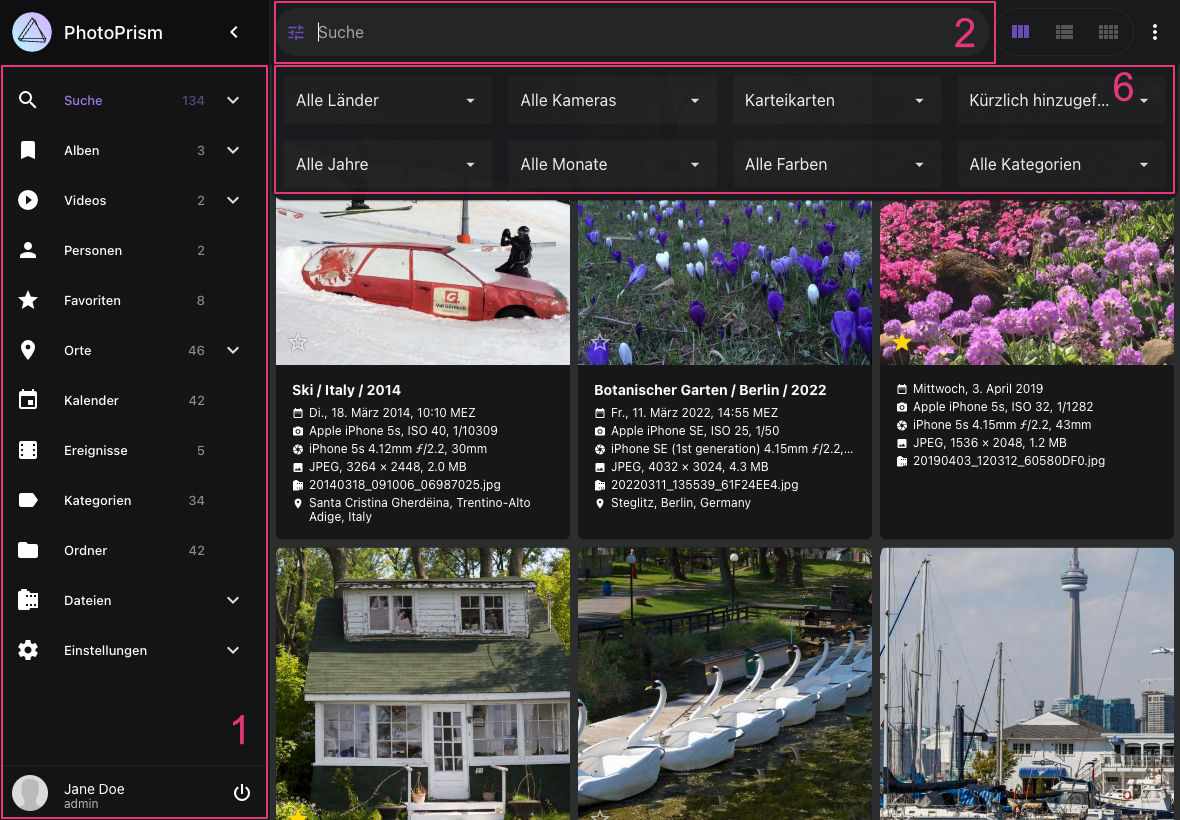 PhotoPrism
Suche
2
Suche 134
Alben 3
Videos 2
Personen 2
Favoriten 8
Orte 46
Kalender 42
Ereignisse 5
Kategorien 34
Ordner 42
Dateien
Einstellungen
1
Jane Doe
admin
Alle Länder
Alle Kameras
Karteikarten
Kürzlich hinzugef...
6
Alle Jahre
Alle Monate
Alle Farben
Alle Kategorien
Ski / Italy / 2014
Di., 18. März 2014, 10:10 MEZ
Apple iPhone 5s, ISO 40, 1/10309
iPhone 5s 4.12mm ƒ/2.2, 30mm
JPEG, 3264 × 2448, 2.0 MB
20140318_091006_06987025.jpg
Santa Cristina Gherdëina, Trentino-Alto
Adige, Italy
Botanischer Garten / Berlin / 2022
Fr., 11. März 2022, 14:55 MEZ
Apple iPhone SE, ISO 25, 1/50
iPhone SE (1st generation) 4.15mm ƒ/2.2,...
JPEG, 4032 × 3024, 4.3 MB
20220311_135539_61F24EE4.jpg
Steglitz, Berlin, Germany
Mittwoch, 3. April 2019
Apple iPhone 5s, ISO 32, 1/1282
iPhone 5s 4.15mm ƒ/2.2, 43mm
JPEG, 1536 × 2048, 1.2 MB
20190403_120312_60580DF0.jpg